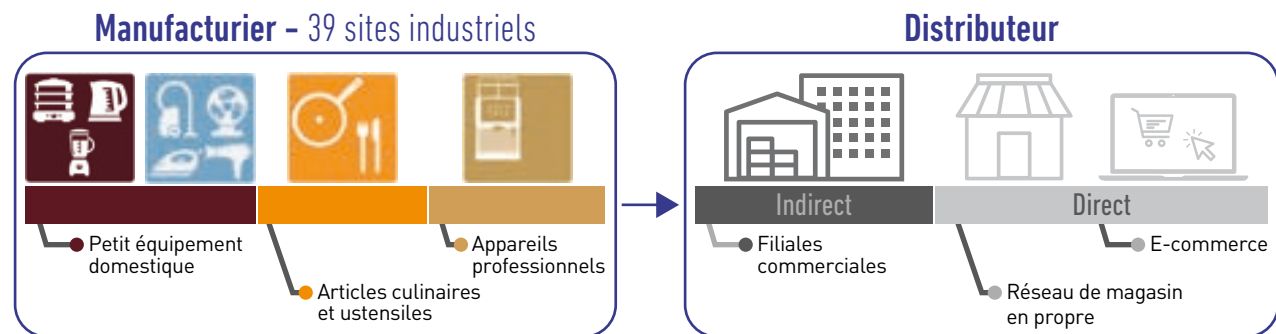 Manufacturier – 39 sites industriels
Petit équipement
domestique
Articles culinaires
et ustensiles
Appareils
professionnels
Distributeur
Indirect
Direct
Filiales
commerciales
Réseau de magasin
en propre
E-commerce